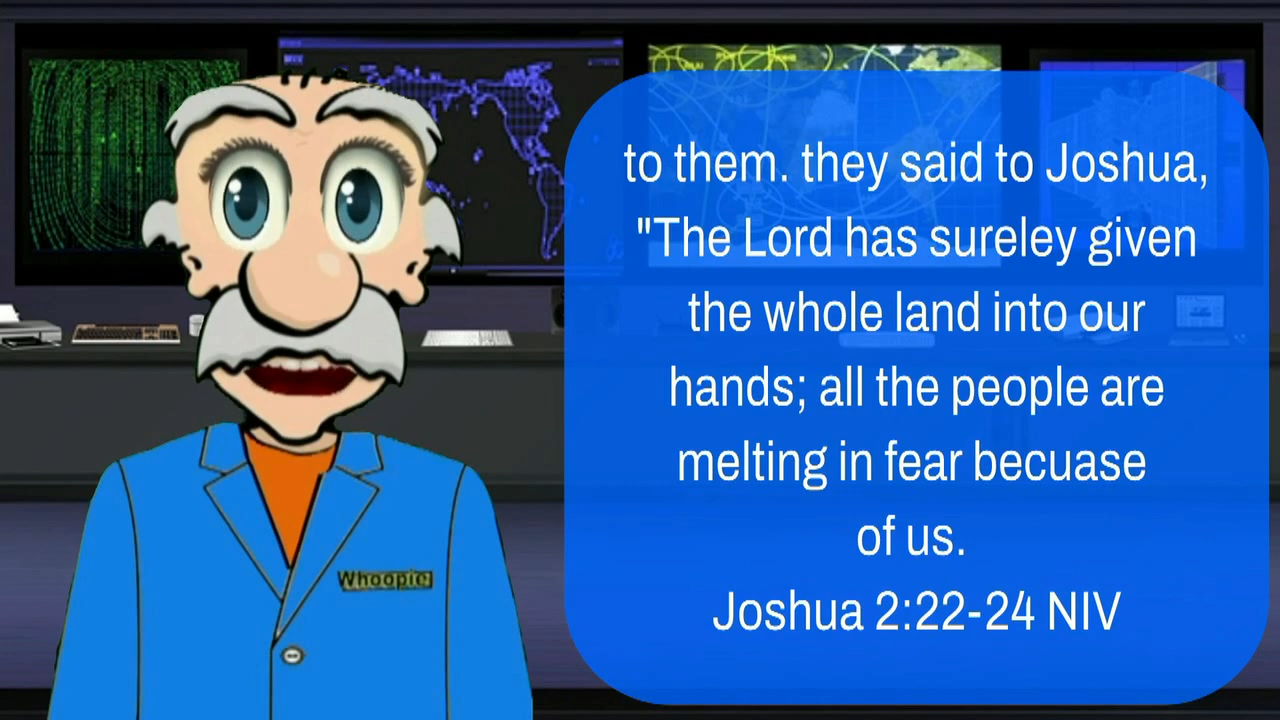 to them. they said to Joshua,
"The Lord has sureley given
the whole land into our
hands; all the people are
melting in fear becuase
of us.
Joshua 2:22-24 NIV
Whoopie